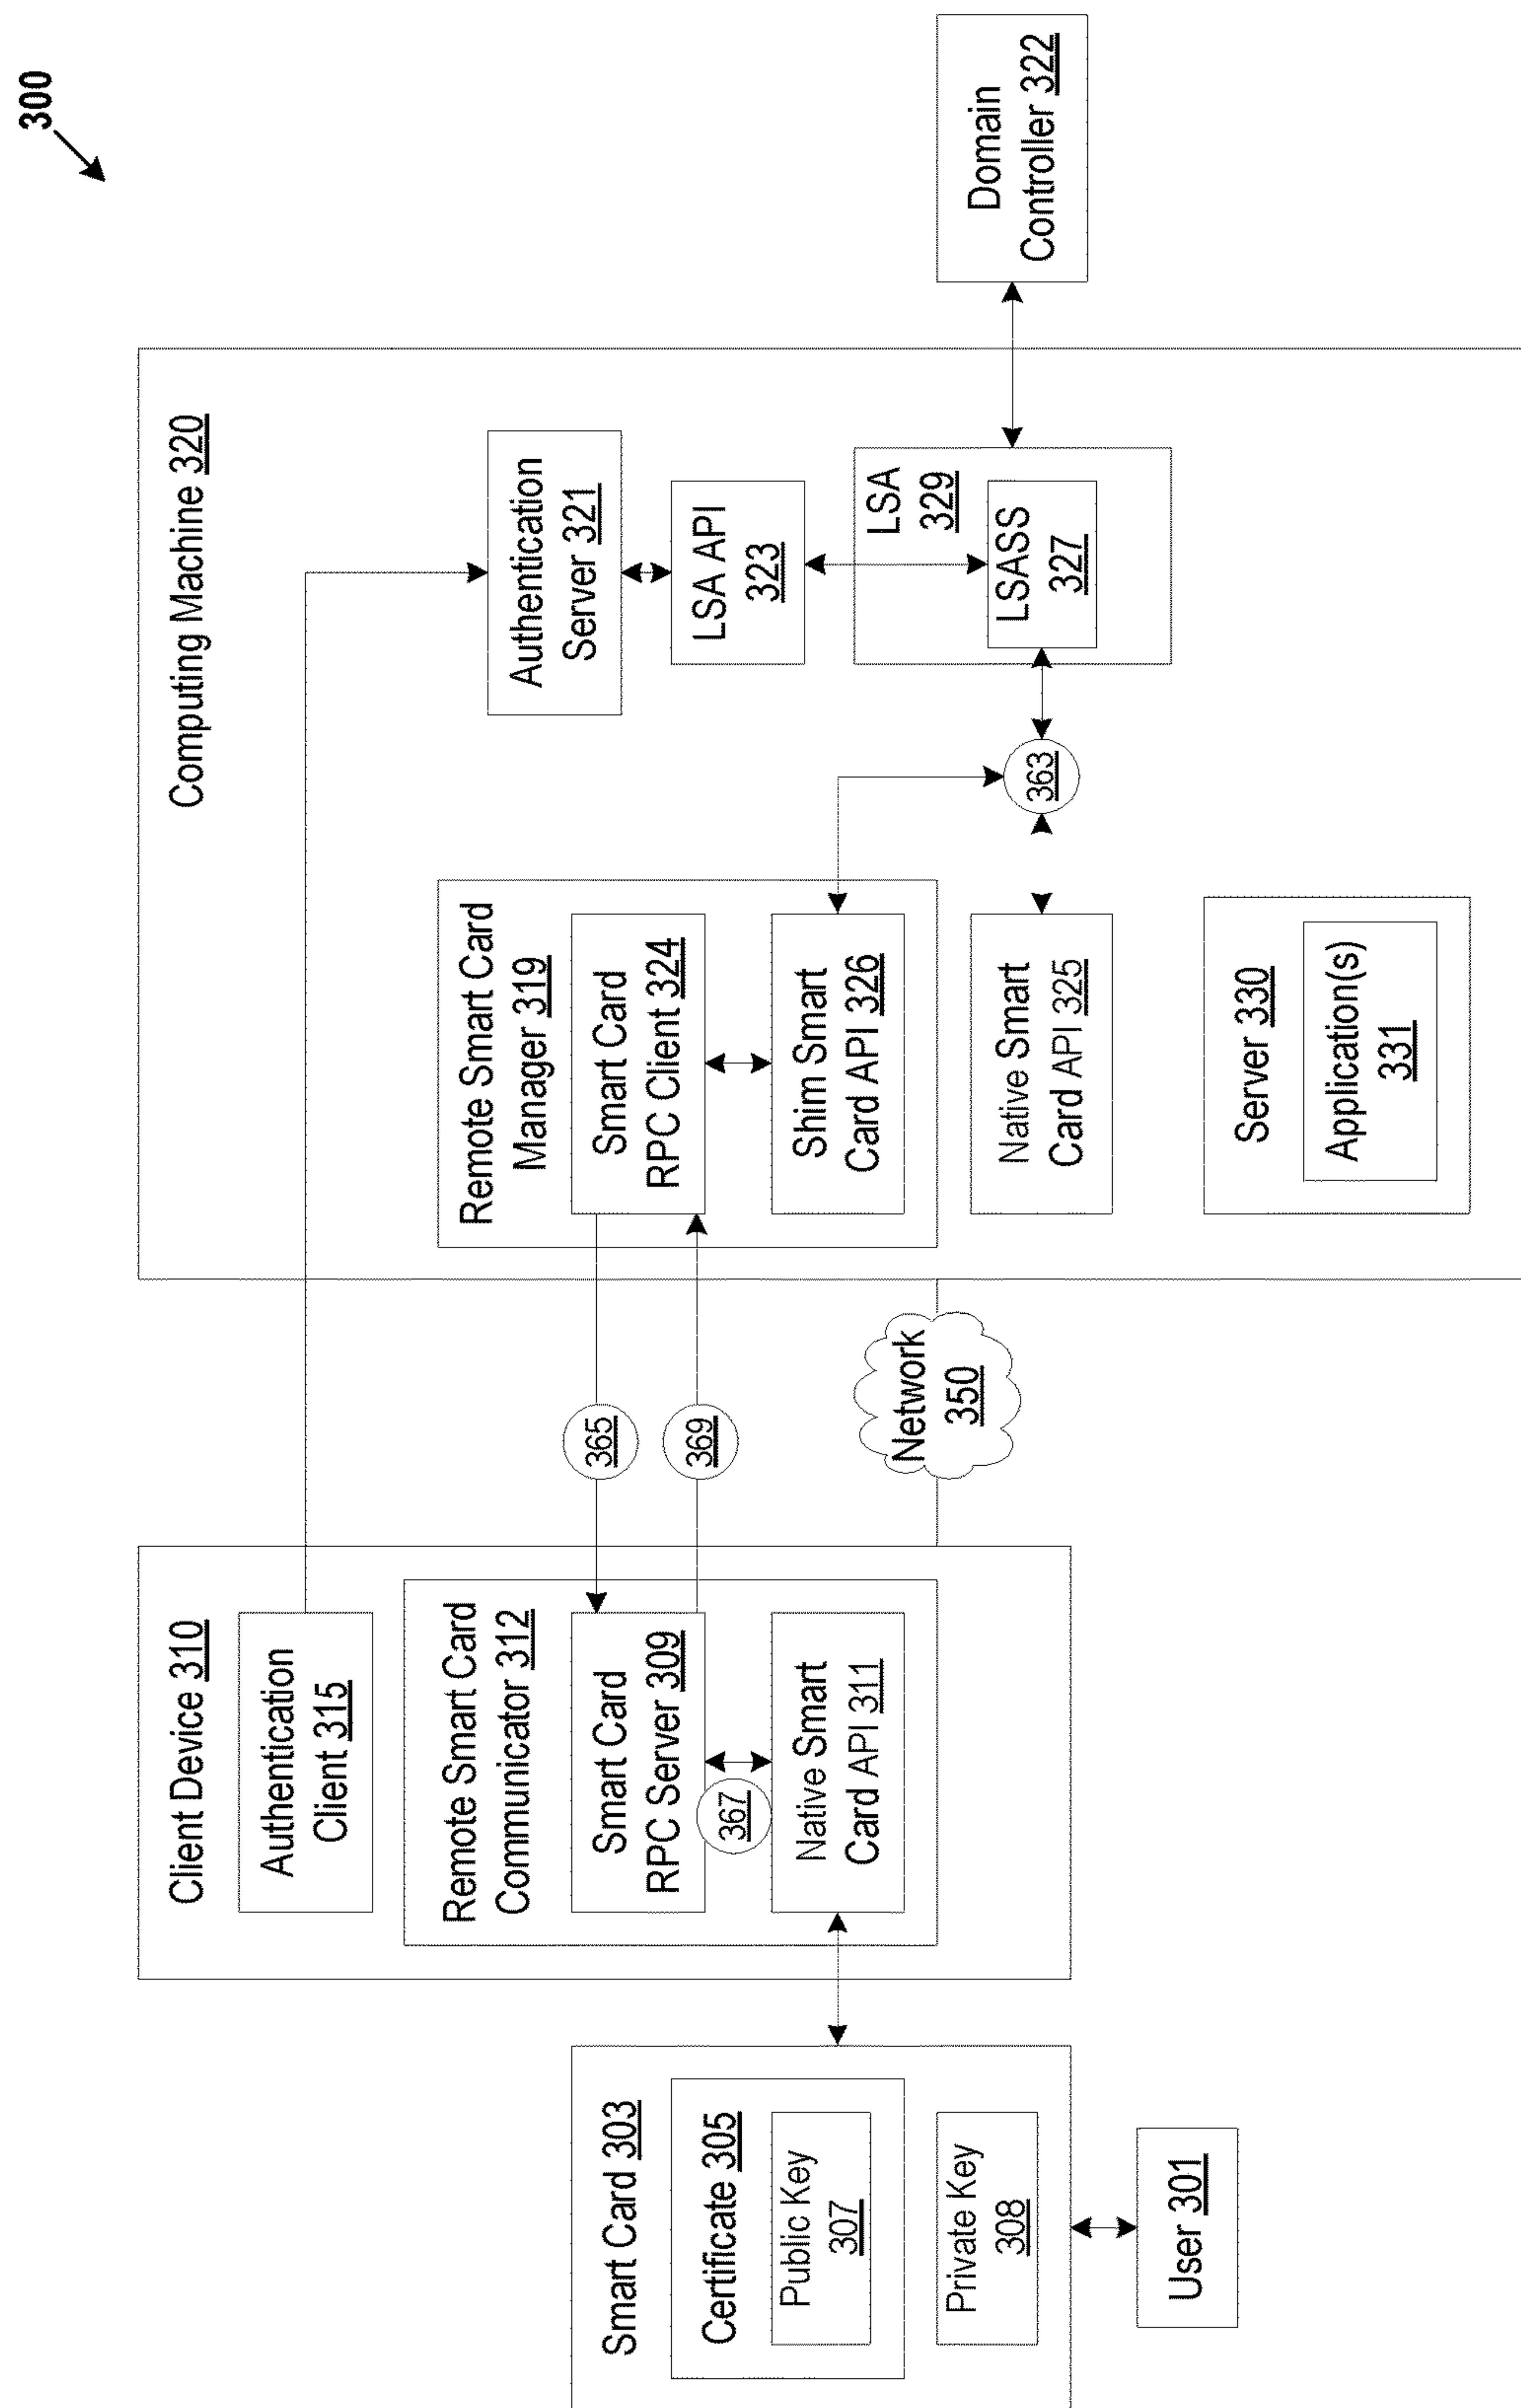 300
Smart Card 303
Certificate 305
Public Key
307
Private Key
308
User 301
Client Device 310
Authentication
Client 315
Remote Smart Card
Communicator 312
Smart Card
RPC Server 309
367
Native Smart
Card API 311
365
369
Network
350
Computing Machine 320
Remote Smart Card
Manager 319
Smart Card
RPC Client 324
Shim Smart
Card API 326
Native Smart
Card API 325
Server 330
Application(s)
331
Authentication
Server 321
LSA API
323
LSA
329
LSASS
327
363
Domain
Controller 322